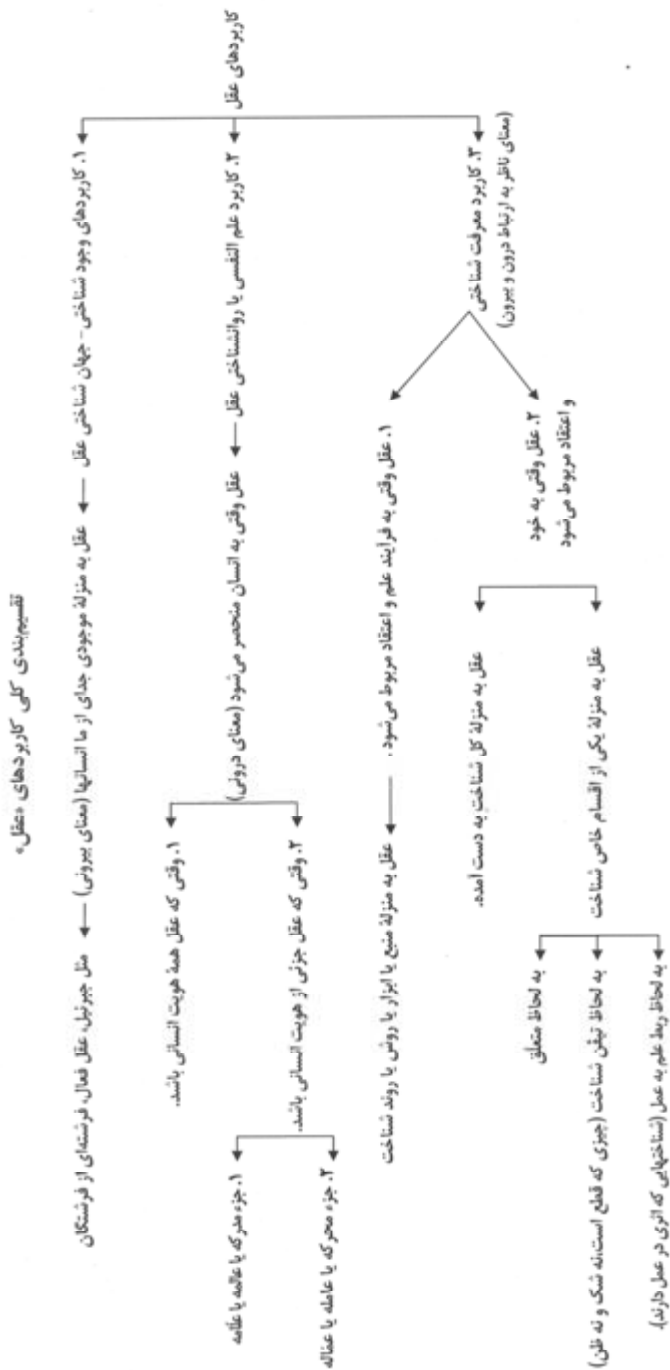 تقسیم‌بندی کلی کاربردهای «عقل»
کاربردهای عقل
۱. کاربردهای وجود شناختی - جهان شناختی عقل
عقل به منزلهٔ موجودی جدای از ما انسانها (معنای بیرونی)
مثل جبرئیل، عقل فعال، فرشته‌ای از فرشتگان
۲. کاربرد علم النفسی یا روانشناختی عقل
عقل وقتی به انسان منحصر می‌شود (معنای درونی)
۱. وقتی که عقل همهٔ هویت انسانی باشد.
۲. وقتی که عقل جزئی از هویت انسانی باشد.
۱. جزء مدرکه یا عالمه یا علامه
۲. جزء محرکه یا عامله یا عماله
۳. کاربرد معرفت شناختی
(معنای ناظر به ارتباط درون و بیرون)
۱. عقل وقتی به فرآیند علم و اعتقاد مربوط می‌شود.
عقل به منزلهٔ منبع یا ابزار یا روش یا روند شناخت
۲. عقل وقتی به خود
و اعتقاد مربوط می‌شود
عقل به منزلهٔ کل شناخت به دست آمده.
عقل به منزلهٔ یکی از اقسام خاص شناخت
به لحاظ متعلق
به لحاظ تیقّن شناخت (چیزی که قطع است، نه شک و نه ظن)
به لحاظ ربط علم به عمل (شناختهایی که اثری در عمل دارند).